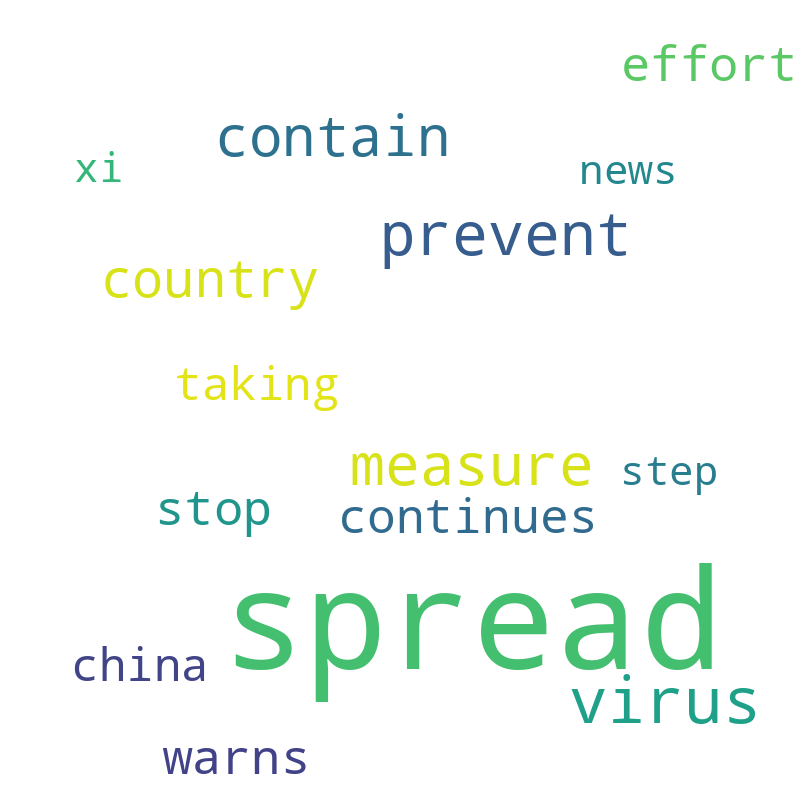 effort
contain
xi
news
prevent
country
taking
measure
step
stop
continues
spread
china
virus
warns